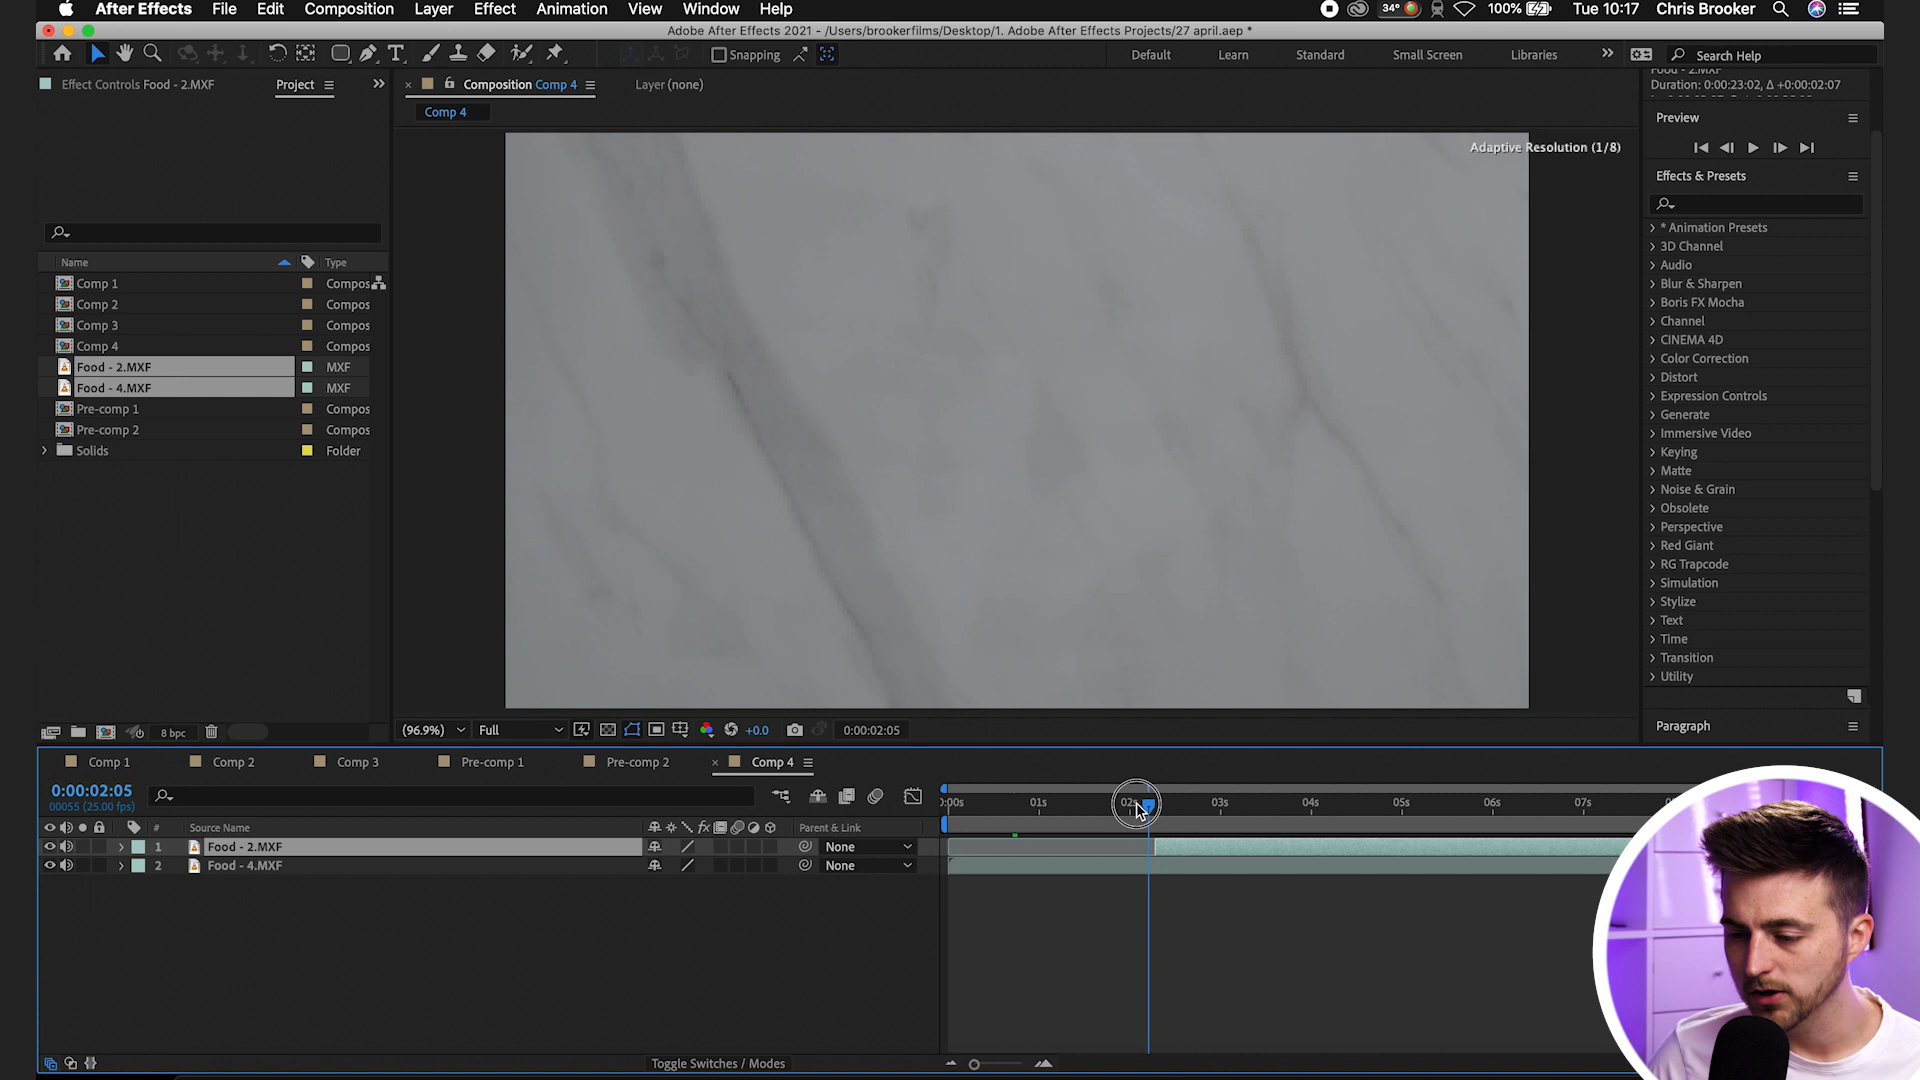 After Effects File Edit Composition Layer Effect Animation View Window Help 34° 100% Tue 10:17 Chris Brooker
Adobe After Effects 2021 - /Users/brookerfilms/Desktop/1. Adobe After Effects Projects/27 april.aep *
Snapping Default Learn Standard Small Screen Libraries Search Help
Effect Controls Food - 2.MXF Project Composition Comp 4 Layer (none)
Duration: 0:00:23:02, Δ +0:00:02:07
Comp 4
Preview
Adaptive Resolution (1/8)
Effects & Presets
Name Type
Comp 1 Compos
Comp 2 Compos
Comp 3 Compos
Comp 4 Compos
Food - 2.MXF MXF
Food - 4.MXF MXF
Pre-comp 1 Compos
Pre-comp 2 Compos
Solids Folder
* Animation Presets
3D Channel
Audio
Blur & Sharpen
Boris FX Mocha
Channel
CINEMA 4D
Color Correction
Distort
Expression Controls
Generate
Immersive Video
Keying
Matte
Noise & Grain
Obsolete
Perspective
Red Giant
RG Trapcode
Simulation
Stylize
Text
Time
Transition
Utility
Paragraph
8 bpc (96.9%) Full +0.0 0:00:02:05
Comp 1 Comp 2 Comp 3 Pre-comp 1 Pre-comp 2 Comp 4
0:00:02:05
00055 (25.00 fps)
:00s 01s 02s 03s 04s 05s 06s 07s
# Source Name fx Parent & Link
1 Food - 2.MXF None
2 Food - 4.MXF None
Toggle Switches / Modes